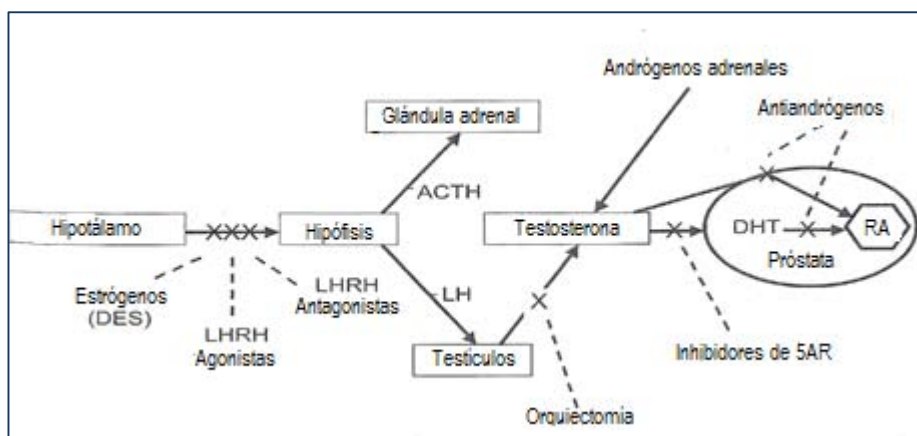 Andrógenos adrenales
Glándula adrenal
Antiandrógenos
ACTH
Hipotálamo
Hipófisis
Testosterona
DHT
RA
Próstata
Estrógenos
(DES)
LHRH
Antagonistas
LH
LHRH
Agonistas
Testículos
Inhibidores de 5AR
Orquiectomía